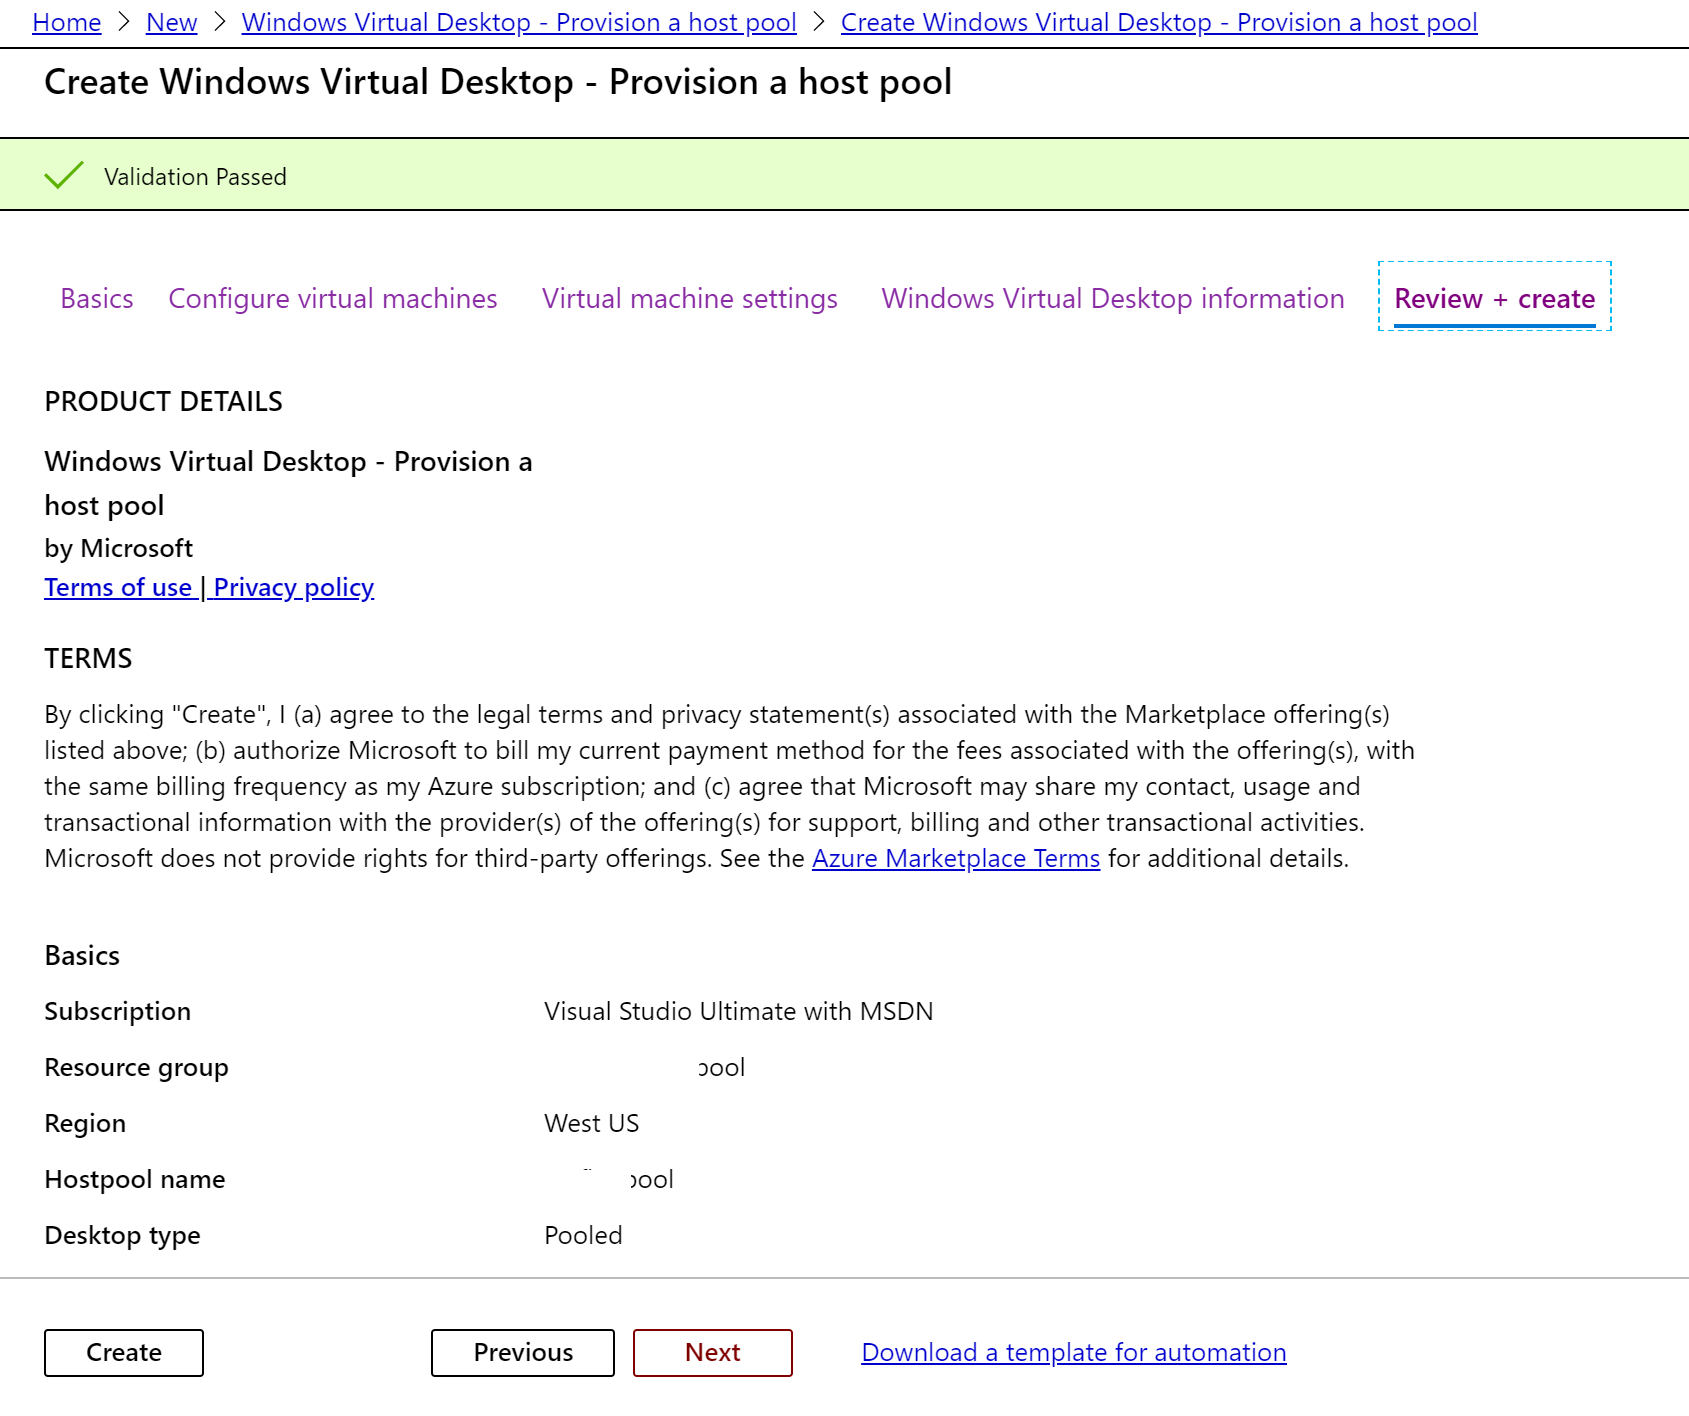 Home > New > Windows Virtual Desktop - Provision a host pool > Create Windows Virtual Desktop - Provision a host pool
Create Windows Virtual Desktop - Provision a host pool
Validation Passed
Basics Configure virtual machines Virtual machine settings Windows Virtual Desktop information Review + create
PRODUCT DETAILS
Windows Virtual Desktop - Provision a
host pool
by Microsoft
Terms of use | Privacy policy
TERMS
By clicking "Create", I (a) agree to the legal terms and privacy statement(s) associated with the Marketplace offering(s)
listed above; (b) authorize Microsoft to bill my current payment method for the fees associated with the offering(s), with
the same billing frequency as my Azure subscription; and (c) agree that Microsoft may share my contact, usage and
transactional information with the provider(s) of the offering(s) for support, billing and other transactional activities.
Microsoft does not provide rights for third-party offerings. See the Azure Marketplace Terms for additional details.
Basics
Subscription Visual Studio Ultimate with MSDN
Resource group pool
Region West US
Hostpool name pool
Desktop type Pooled
Create Previous Next Download a template for automation